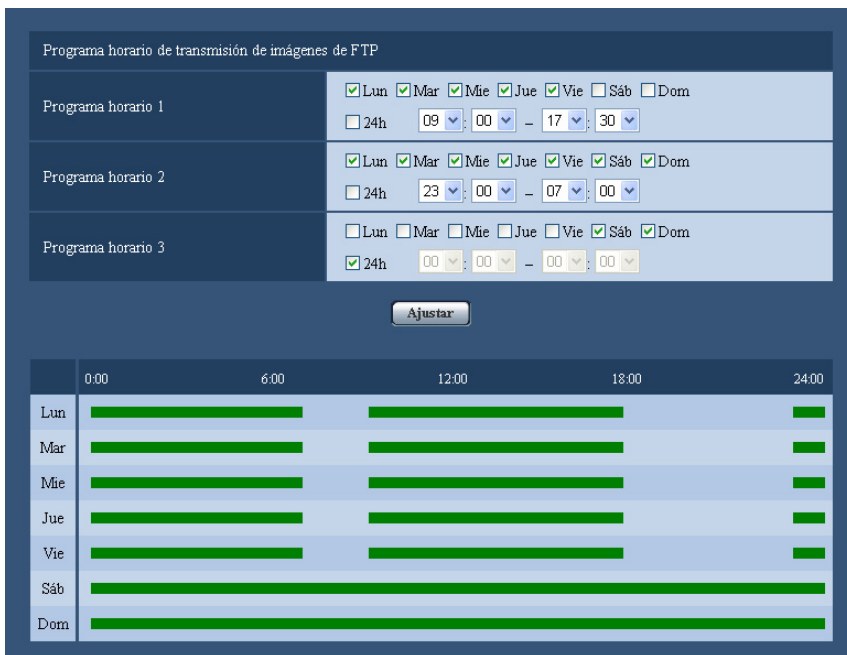 Programa horario de transmisión de imágenes de FTP
Programa horario 1
Lun Mar Mie Jue Vie Sáb Dom
24h 09 : 00 – 17 : 30
Programa horario 2
Lun Mar Mie Jue Vie Sáb Dom
24h 23 : 00 – 07 : 00
Programa horario 3
Lun Mar Mie Jue Vie Sáb Dom
24h 00 : 00 – 00 : 00
Ajustar
0:00 6:00 12:00 18:00 24:00
Lun
Mar
Mie
Jue
Vie
Sáb
Dom